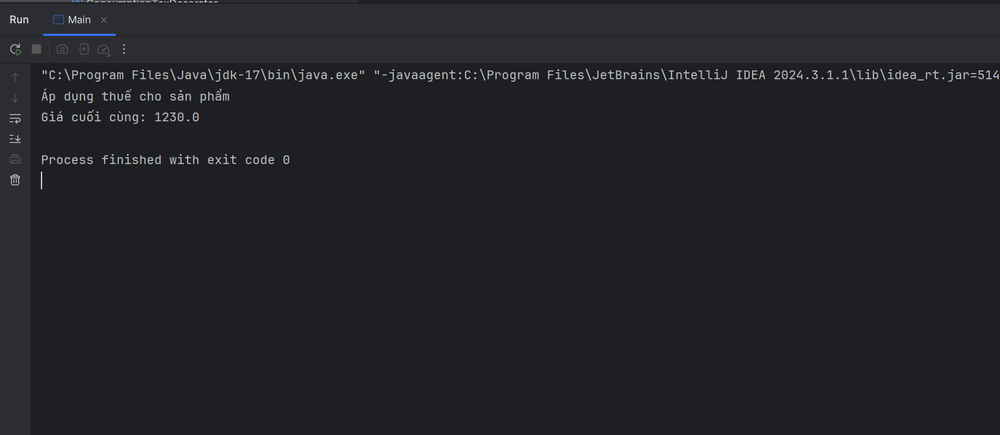 ConsumptionTaxDecorator
Run Main
"C:\Program Files\Java\jdk-17\bin\java.exe" "-javaagent:C:\Program Files\JetBrains\IntelliJ IDEA 2024.3.1.1\lib\idea_rt.jar=514
Áp dụng thuế cho sản phẩm
Giá cuối cùng: 1230.0
Process finished with exit code 0